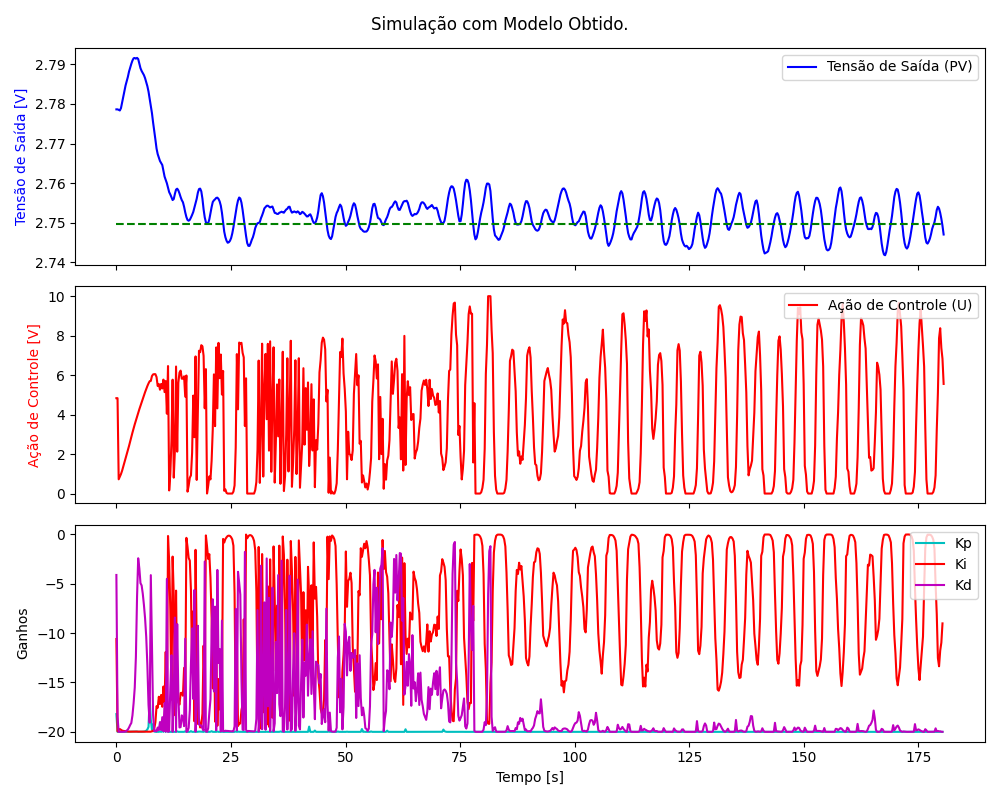 Simulação com Modelo Obtido.
Tensão de Saída [V]
2.79
2.78
2.77
2.76
2.75
2.74
Tensão de Saída (PV)
Ação de Controle [V]
10
8
6
4
2
0
Ação de Controle (U)
Ganhos
0
−5
−10
−15
−20
Kp
Ki
Kd
0
25
50
75
100
125
150
175
Tempo [s]